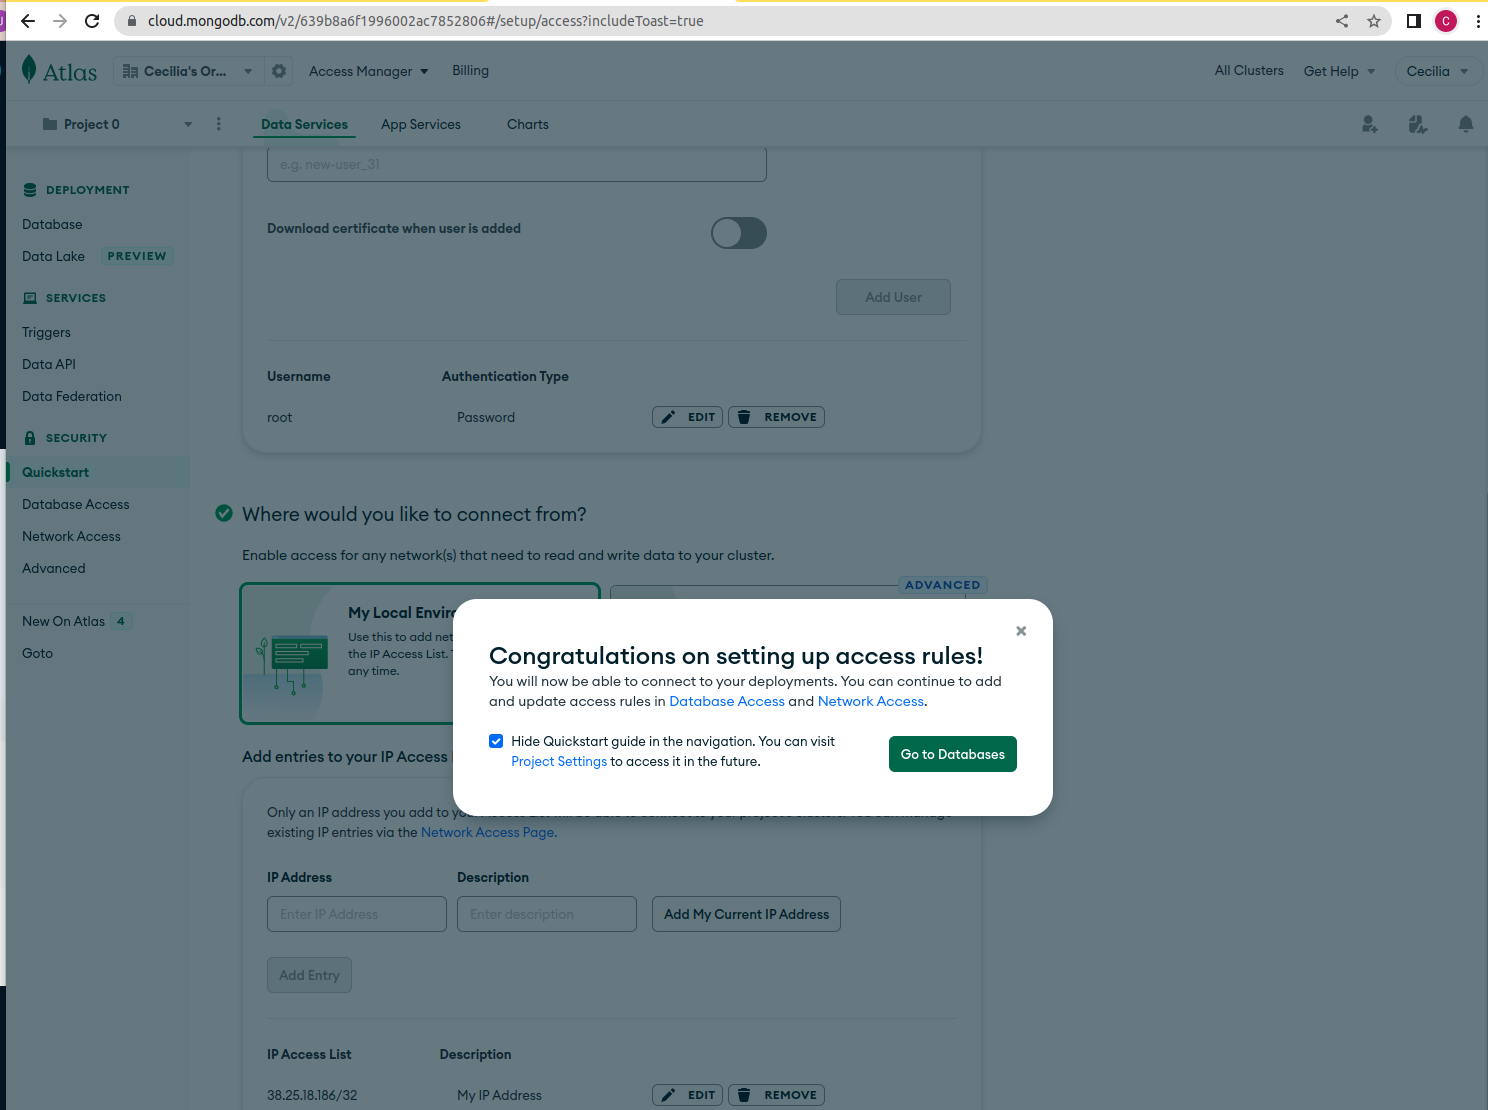 cloud.mongodb.com/v2/639b8a6f1996002ac7852806#/setup/access?includeToast=true
C
Atlas
Cecilia's Or...
Access Manager
Billing
All Clusters
Get Help
Cecilia
Project 0
Data Services
App Services
Charts
DEPLOYMENT
Database
Data Lake
PREVIEW
SERVICES
Triggers
Data API
Data Federation
SECURITY
Quickstart
Database Access
Network Access
Advanced
New On Atlas 4
Goto
e.g. new-user_31
Download certificate when user is added
Add User
Username
Authentication Type
root
Password
EDIT
REMOVE
Where would you like to connect from?
Enable access for any network(s) that need to read and write data to your cluster.
ADVANCED
My Local Enviro
Use this to add net
the IP Access List.
any time.
Congratulations on setting up access rules!
You will now be able to connect to your deployments. You can continue to add
and update access rules in Database Access and Network Access.
Hide Quickstart guide in the navigation. You can visit
Project Settings to access it in the future.
Go to Databases
Add entries to your IP Access
Only an IP address you add to your
existing IP entries via the Network Access Page.
IP Address
Description
Enter IP Address
Enter description
Add My Current IP Address
Add Entry
IP Access List
Description
38.25.18.186/32
My IP Address
EDIT
REMOVE